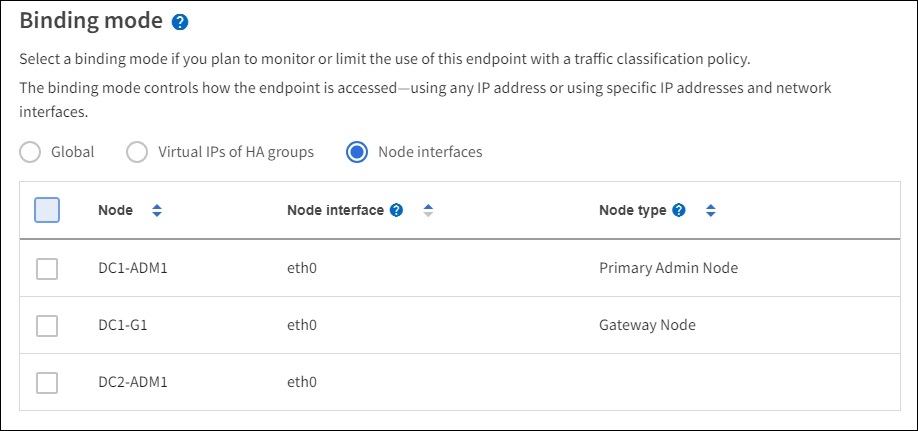 Binding mode ?
Select a binding mode if you plan to monitor or limit the use of this endpoint with a traffic classification policy.
The binding mode controls how the endpoint is accessed—using any IP address or using specific IP addresses and network
interfaces.
Global Virtual IPs of HA groups Node interfaces
Node Node interface ? Node type ?
DC1-ADM1 eth0 Primary Admin Node
DC1-G1 eth0 Gateway Node
DC2-ADM1 eth0